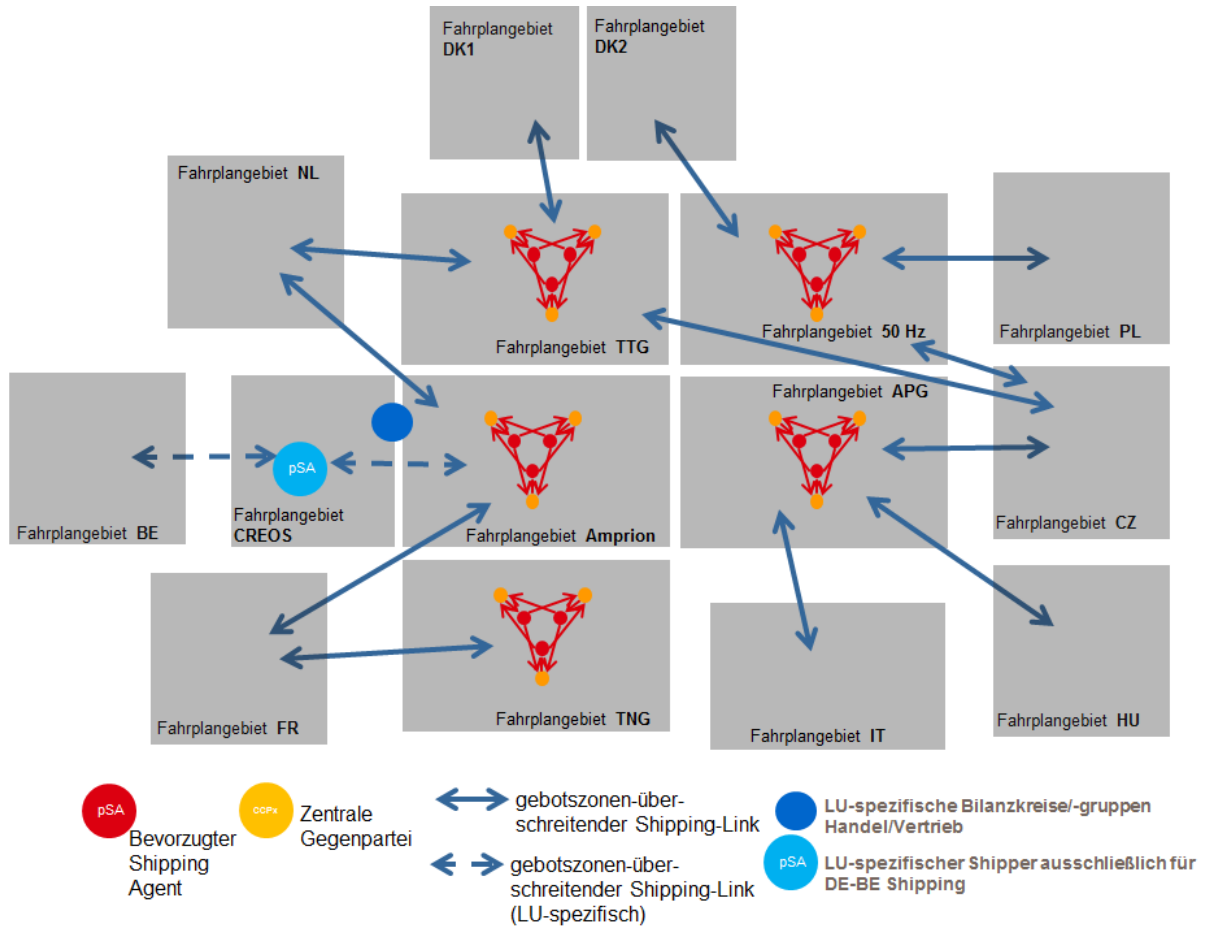 Fahrplangebiet
DK1
Fahrplangebiet
DK2
Fahrplangebiet NL
Fahrplangebiet TTG
Fahrplangebiet 50 Hz
Fahrplangebiet PL
Fahrplangebiet APG
pSA
Fahrplangebiet BE
Fahrplangebiet
CREOS
Fahrplangebiet Amprion
Fahrplangebiet CZ
Fahrplangebiet FR
Fahrplangebiet TNG
Fahrplangebiet IT
Fahrplangebiet HU
pSA
Bevorzugter
Shipping
Agent
CCPx
Zentrale
Gegenpartei
gebotszonen-über-
schreitender Shipping-Link
gebotszonen-über-
schreitender Shipping-Link
(LU-spezifisch)
LU-spezifische Bilanzkreise/-gruppen
Handel/Vertrieb
pSA
LU-spezifischer Shipper ausschließlich für
DE-BE Shipping